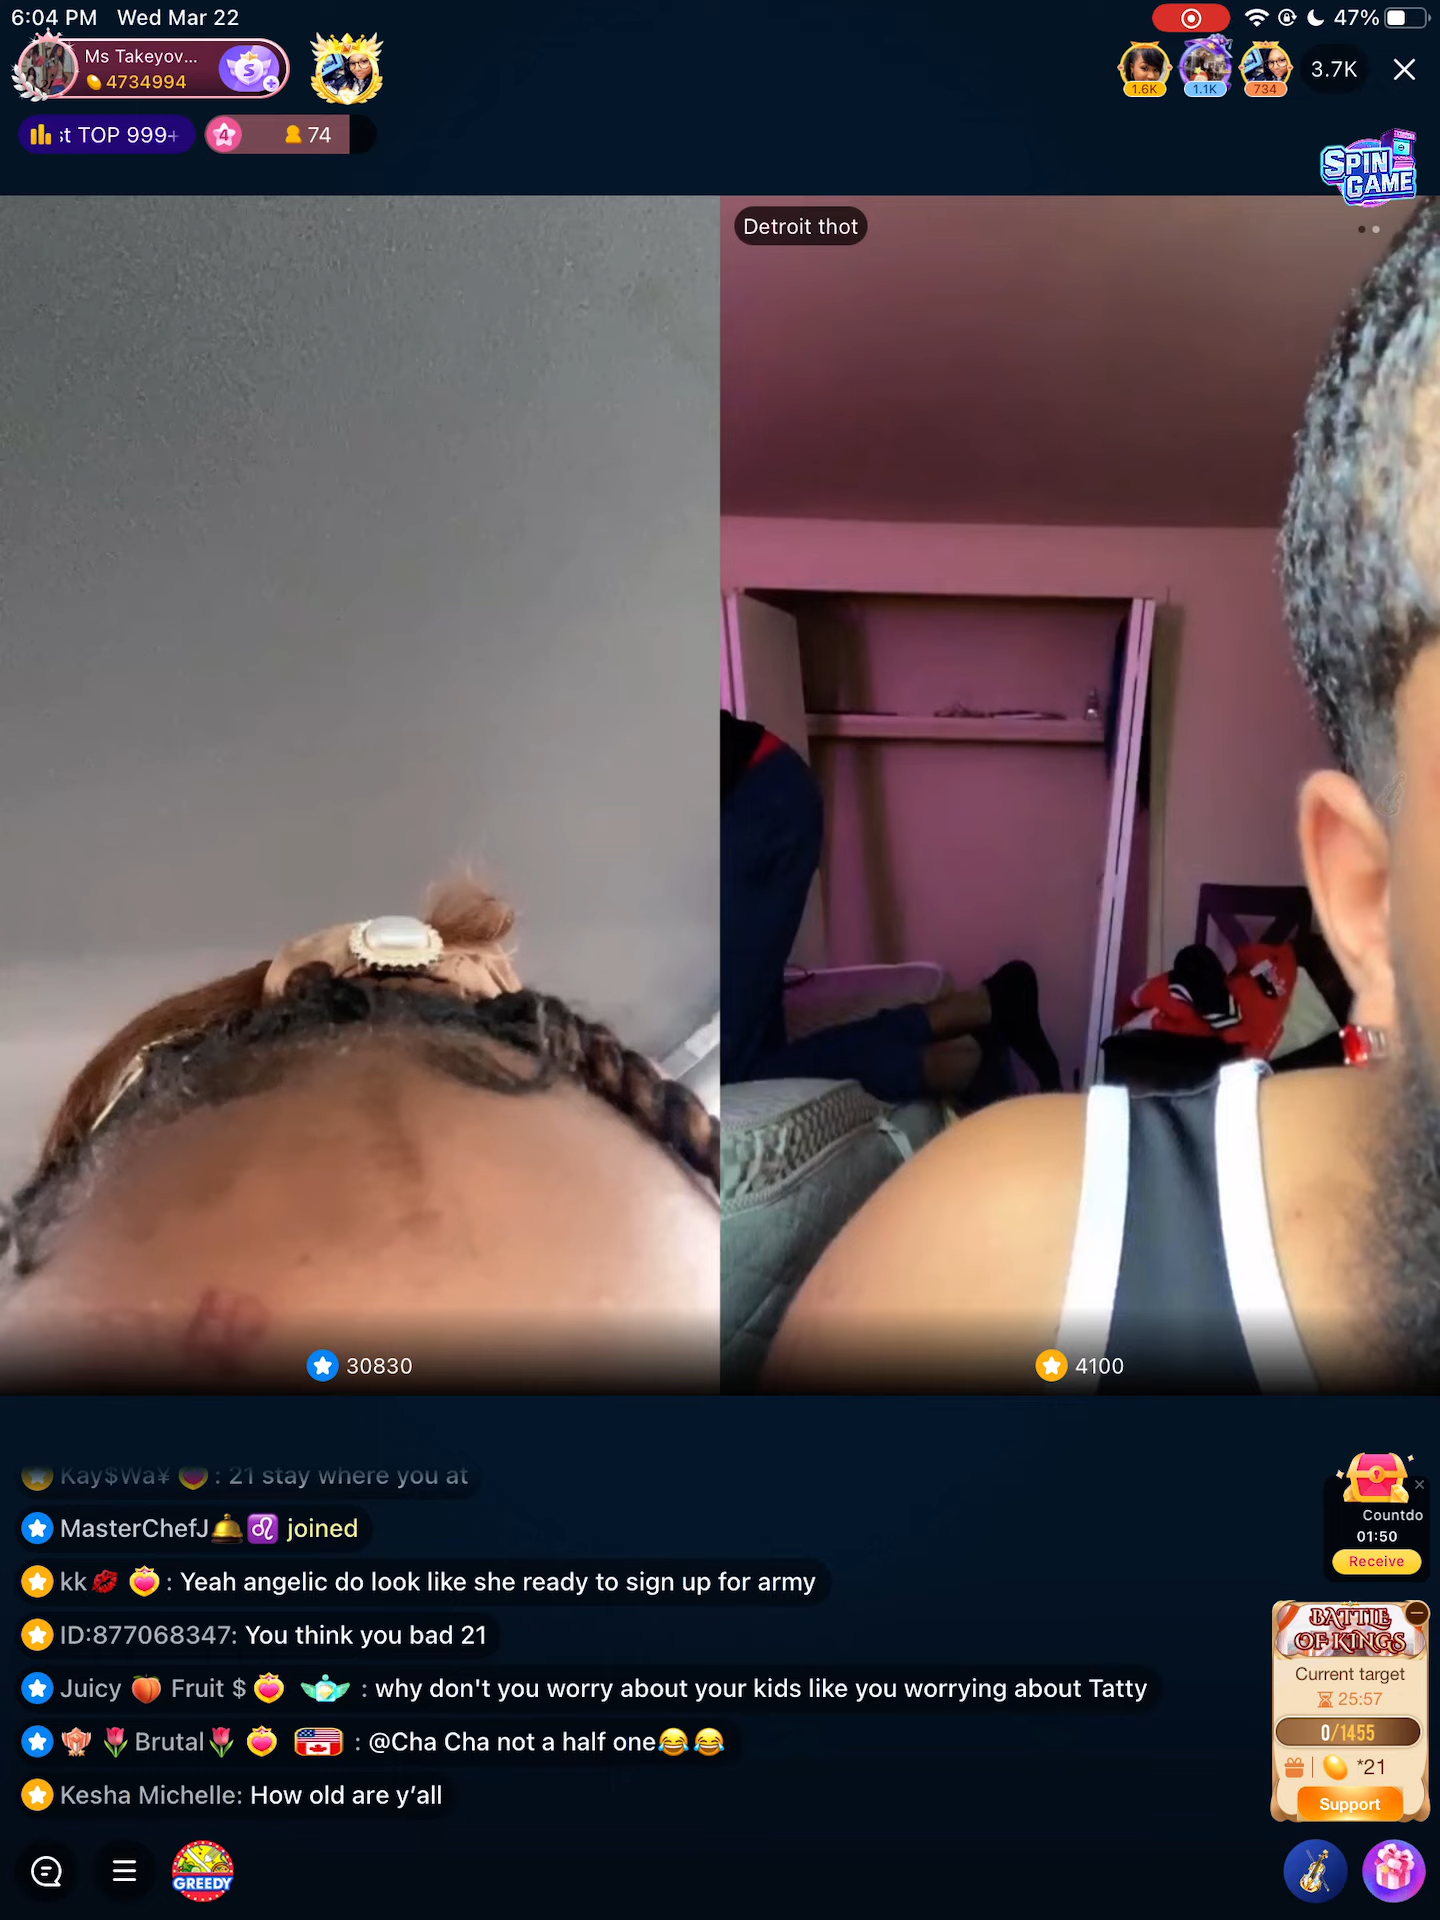 6:04 PM Wed Mar 22
47%
Ms Takeyov...
4734994
S
1.6K
1.1K
734
3.7K
st TOP 999+
4
74
SPIN
GAME
Detroit thot
30830
4100
Kay$Wa¥ : 21 stay where you at
MasterChefJ🔔♌ joined
kk💋 : Yeah angelic do look like she ready to sign up for army
ID:877068347: You think you bad 21
Juicy 🍑 Fruit $ : why don't you worry about your kids like you worrying about Tatty
🌷Brutal🌷 : @Cha Cha not a half one😂😂
Kesha Michelle: How old are y’all
Countdo
01:50
Receive
BATTLE
OF KINGS
Current target
25:57
0/1455
*21
Support
GREEDY